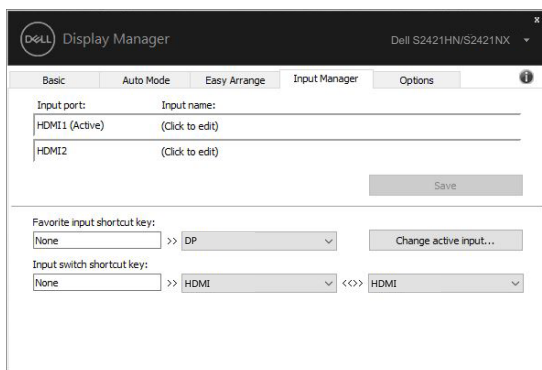 x
DELL Display Manager Dell S2421HN/S2421NX
Basic Auto Mode Easy Arrange Input Manager Options i
Input port: Input name:
HDMI1 (Active) (Click to edit)
HDMI2 (Click to edit)
Save
Favorite input shortcut key:
None >> DP Change active input...
Input switch shortcut key:
None >> HDMI <<>> HDMI